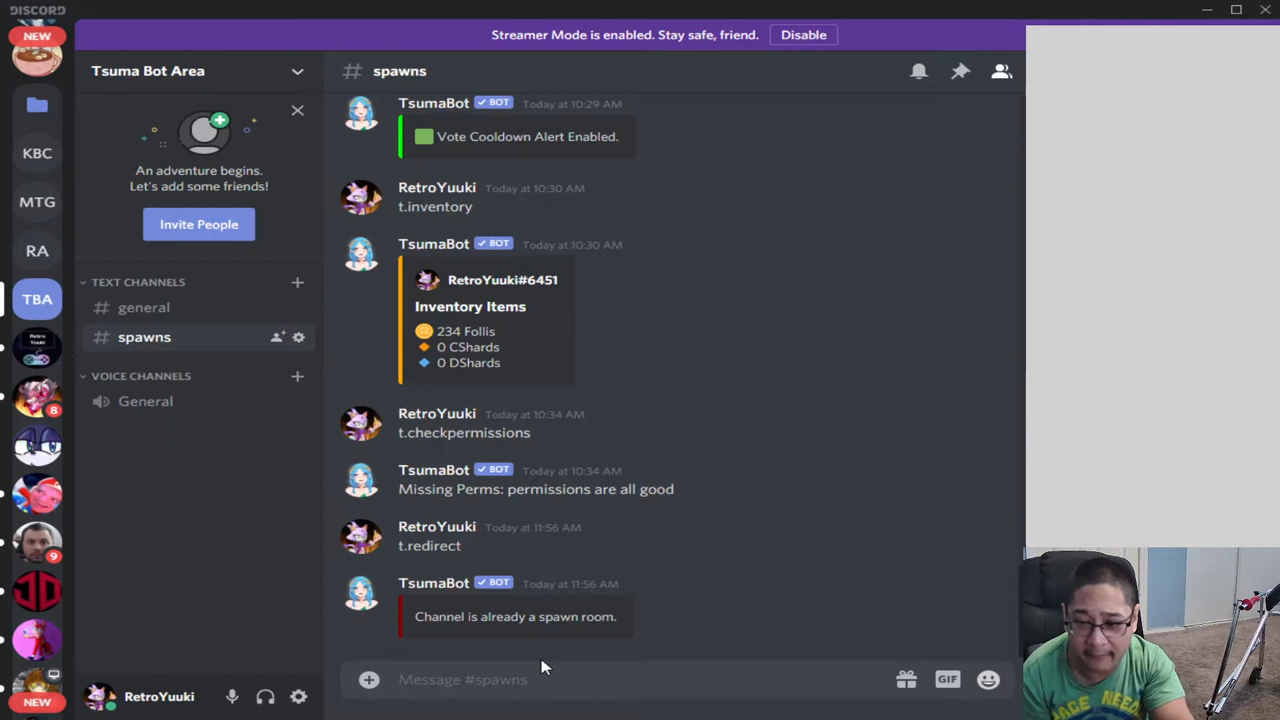 DISCORD
NEW
KBC
MTG
RA
TBA
8
9
NEW
Streamer Mode is enabled. Stay safe, friend.
Disable
Tsuma Bot Area
An adventure begins.
Let's add some friends!
Invite People
TEXT CHANNELS
# general
# spawns
VOICE CHANNELS
General
RetroYuuki
# spawns
TsumaBot ✓ BOT Today at 10:29 AM
Vote Cooldown Alert Enabled.
RetroYuuki Today at 10:30 AM
t.inventory
TsumaBot ✓ BOT Today at 10:30 AM
RetroYuuki#6451
Inventory Items
234 Follis
0 CShards
0 DShards
RetroYuuki Today at 10:34 AM
t.checkpermissions
TsumaBot ✓ BOT Today at 10:34 AM
Missing Perms: permissions are all good
RetroYuuki Today at 11:56 AM
t.redirect
TsumaBot ✓ BOT Today at 11:56 AM
Channel is already a spawn room.
Message #spawns
GIF